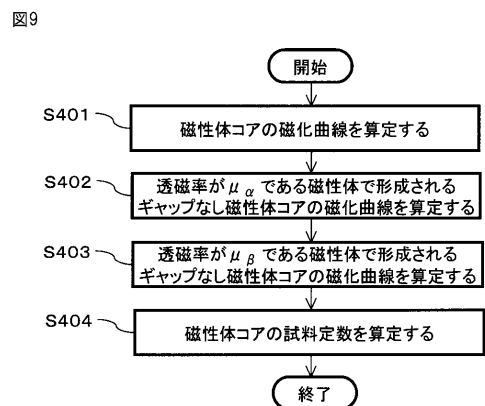 図9
開始
S401
磁性体コアの磁化曲線を算定する
S402
透磁率がμαである磁性体で形成される
ギャップなし磁性体コアの磁化曲線を算定する
S403
透磁率がμβである磁性体で形成される
ギャップなし磁性体コアの磁化曲線を算定する
S404
磁性体コアの試料定数を算定する
終了